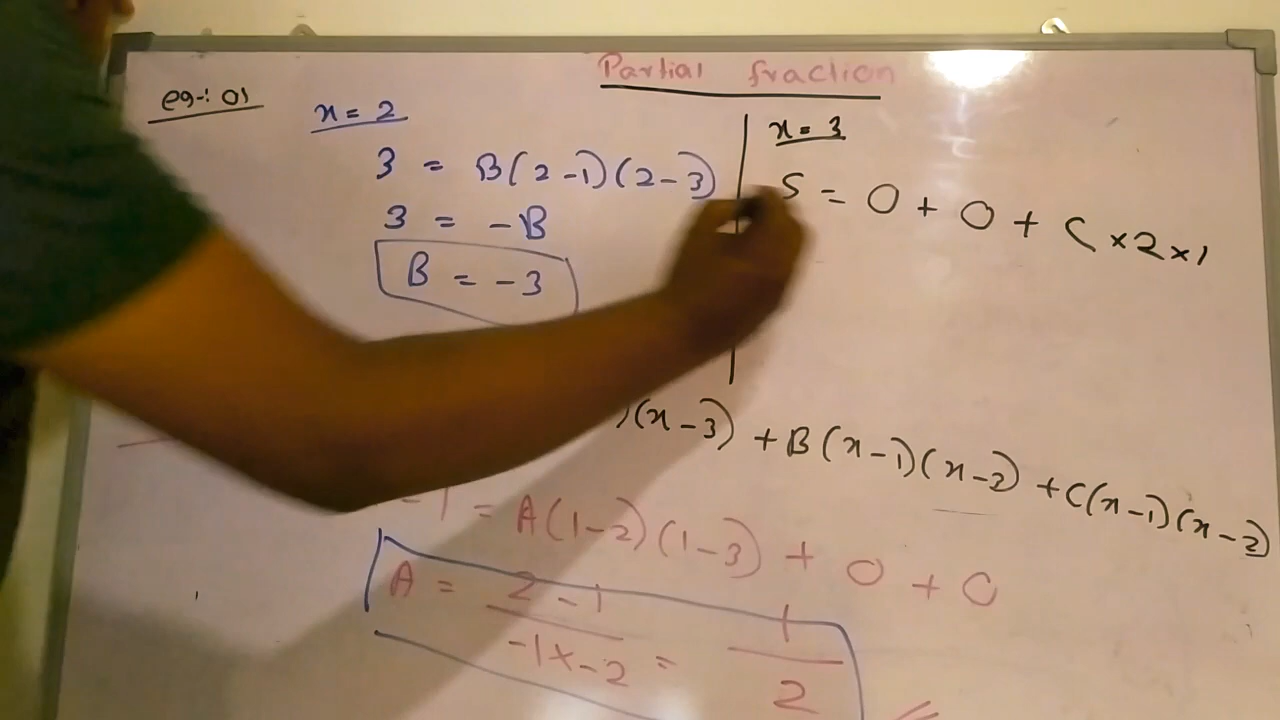 Partial fraction
eg-: 01
x = 2
3 = B(2-1)(2-3)
3 = -B
B = -3
x = 3
5 = 0 + 0 + C×2×1
)(x-3) + B(x-1)(x-3) + C(x-1)(x-2)
-1 = A(1-2)(1-3) + 0 + 0
A = 2-1 / -1×-2 = 1 / 2